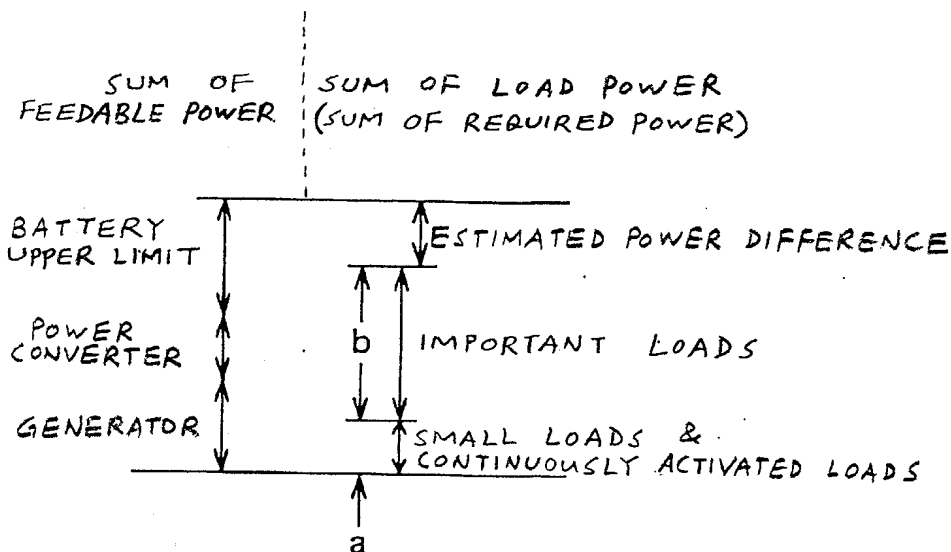 SUM OF
FEEDABLE POWER
SUM OF LOAD POWER
(SUM OF REQUIRED POWER)
BATTERY
UPPER LIMIT
ESTIMATED POWER DIFFERENCE
POWER
CONVERTER
b
IMPORTANT LOADS
GENERATOR
SMALL LOADS &
CONTINUOUSLY ACTIVATED LOADS
a